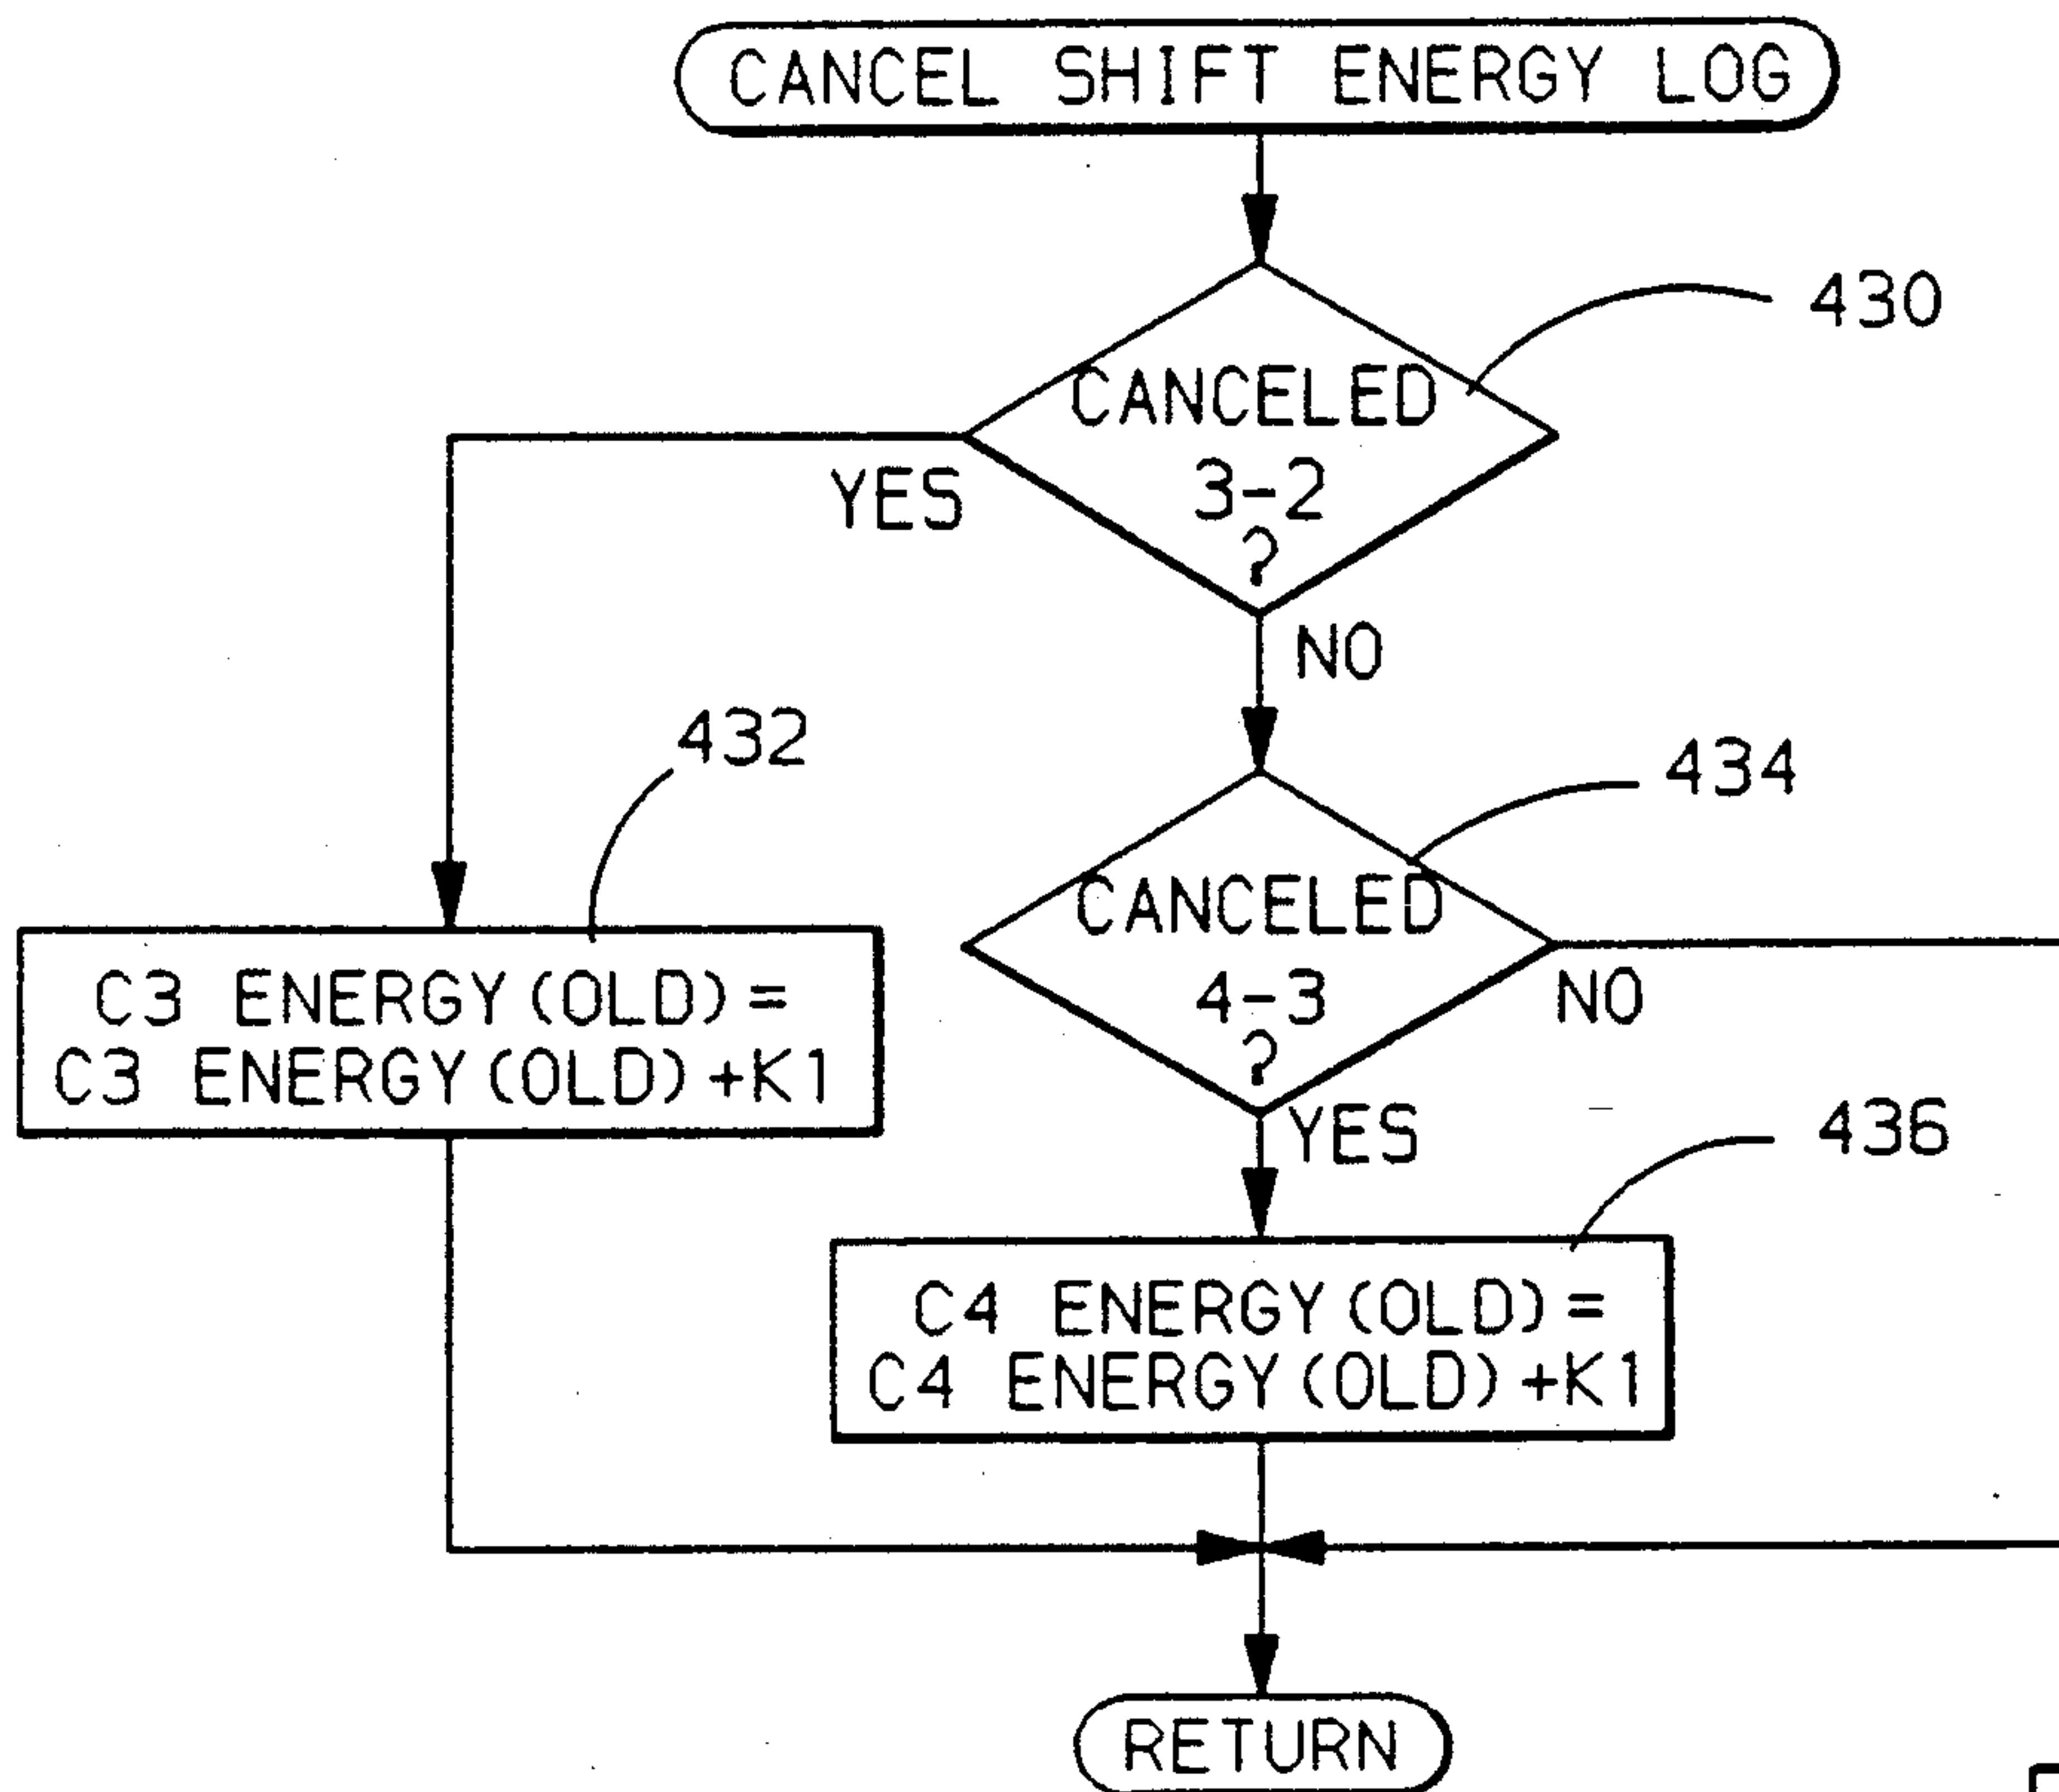 CANCEL SHIFT ENERGY LOG
430
CANCELED
3-2
?
YES
NO
432
434
CANCELED
4-3
?
NO
C3 ENERGY(OLD)=
C3 ENERGY(OLD)+K1
YES
436
C4 ENERGY(OLD)=
C4 ENERGY(OLD)+K1
RETURN